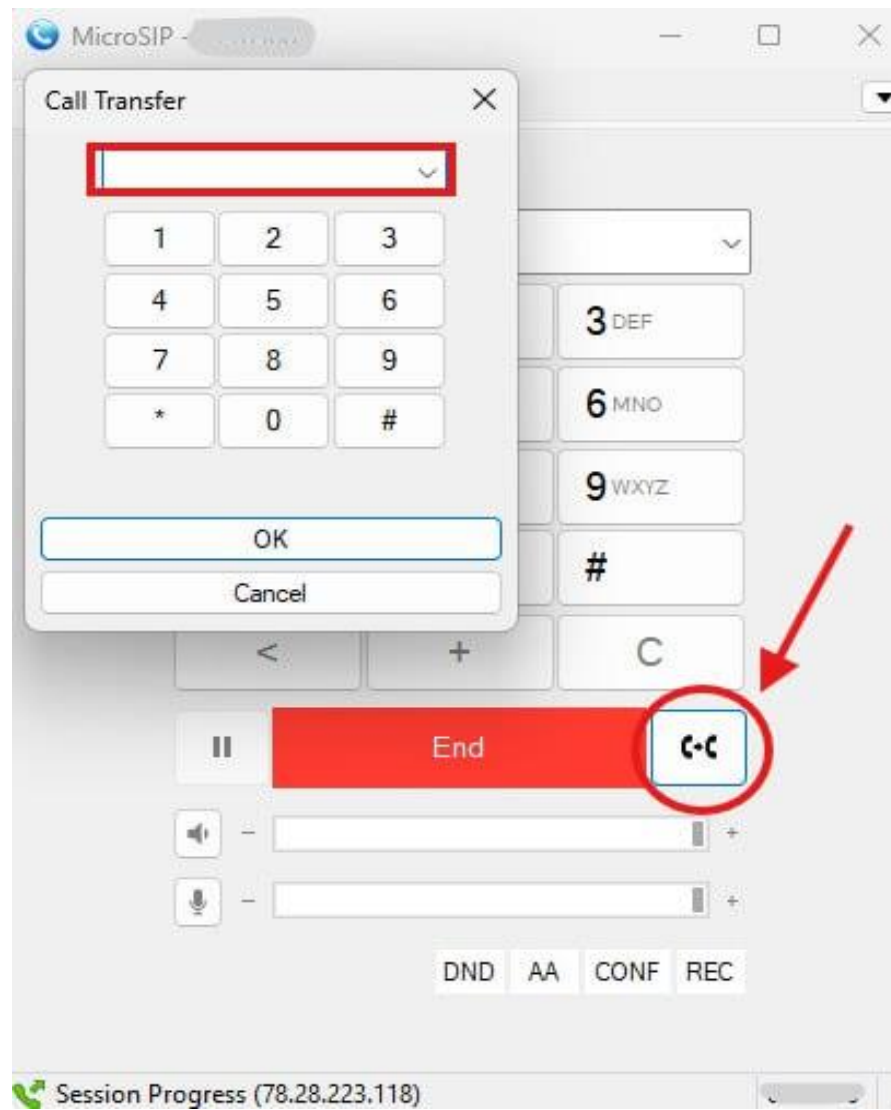 MicroSIP -
Call Transfer
1 2 3
4 5 6
7 8 9
* 0 #
OK
Cancel
3 DEF
6 MNO
9 WXYZ
#
< + C
End
- +
- +
DND AA CONF REC
Session Progress (78.28.223.118)